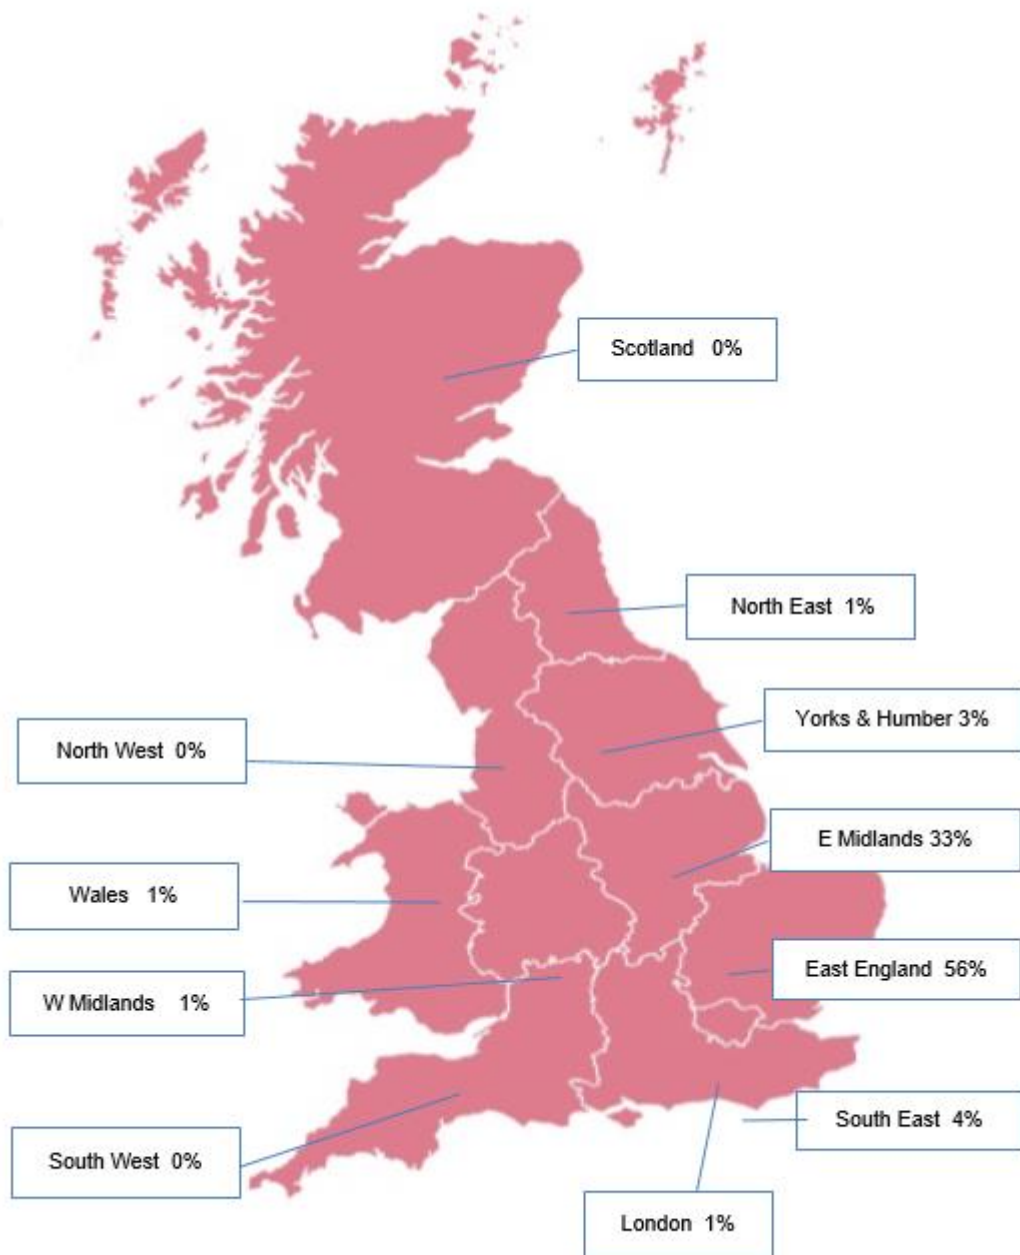 Scotland 0%
North East 1%
Yorks & Humber 3%
North West 0%
E Midlands 33%
Wales 1%
East England 56%
W Midlands 1%
South East 4%
South West 0%
London 1%